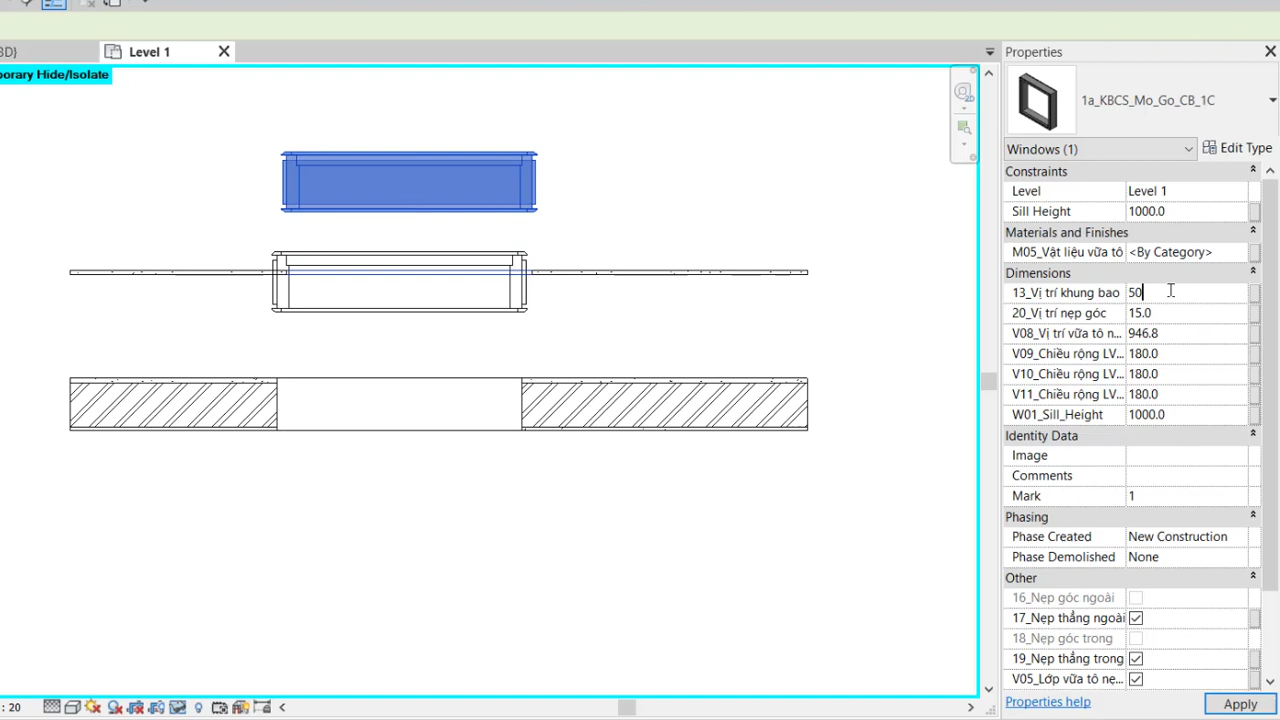 3D}
Level 1
orary Hide/Isolate
2D
: 20
Properties
1a_KBCS_Mo_Go_CB_1C
Windows (1)
Edit Type
Constraints
Level Level 1
Sill Height 1000.0
Materials and Finishes
M05_Vật liệu vữa tô <By Category>
Dimensions
13_Vị trí khung bao 50
20_Vị trí nẹp góc 15.0
V08_Vị trí vữa tô n... 946.8
V09_Chiều rộng LV... 180.0
V10_Chiều rộng LV... 180.0
V11_Chiều rộng LV... 180.0
W01_Sill_Height 1000.0
Identity Data
Image
Comments
Mark 1
Phasing
Phase Created New Construction
Phase Demolished None
Other
16_Nẹp góc ngoài
17_Nẹp thẳng ngoài
18_Nẹp góc trong
19_Nẹp thẳng trong
V05_Lớp vữa tô nẹ...
Properties help
Apply